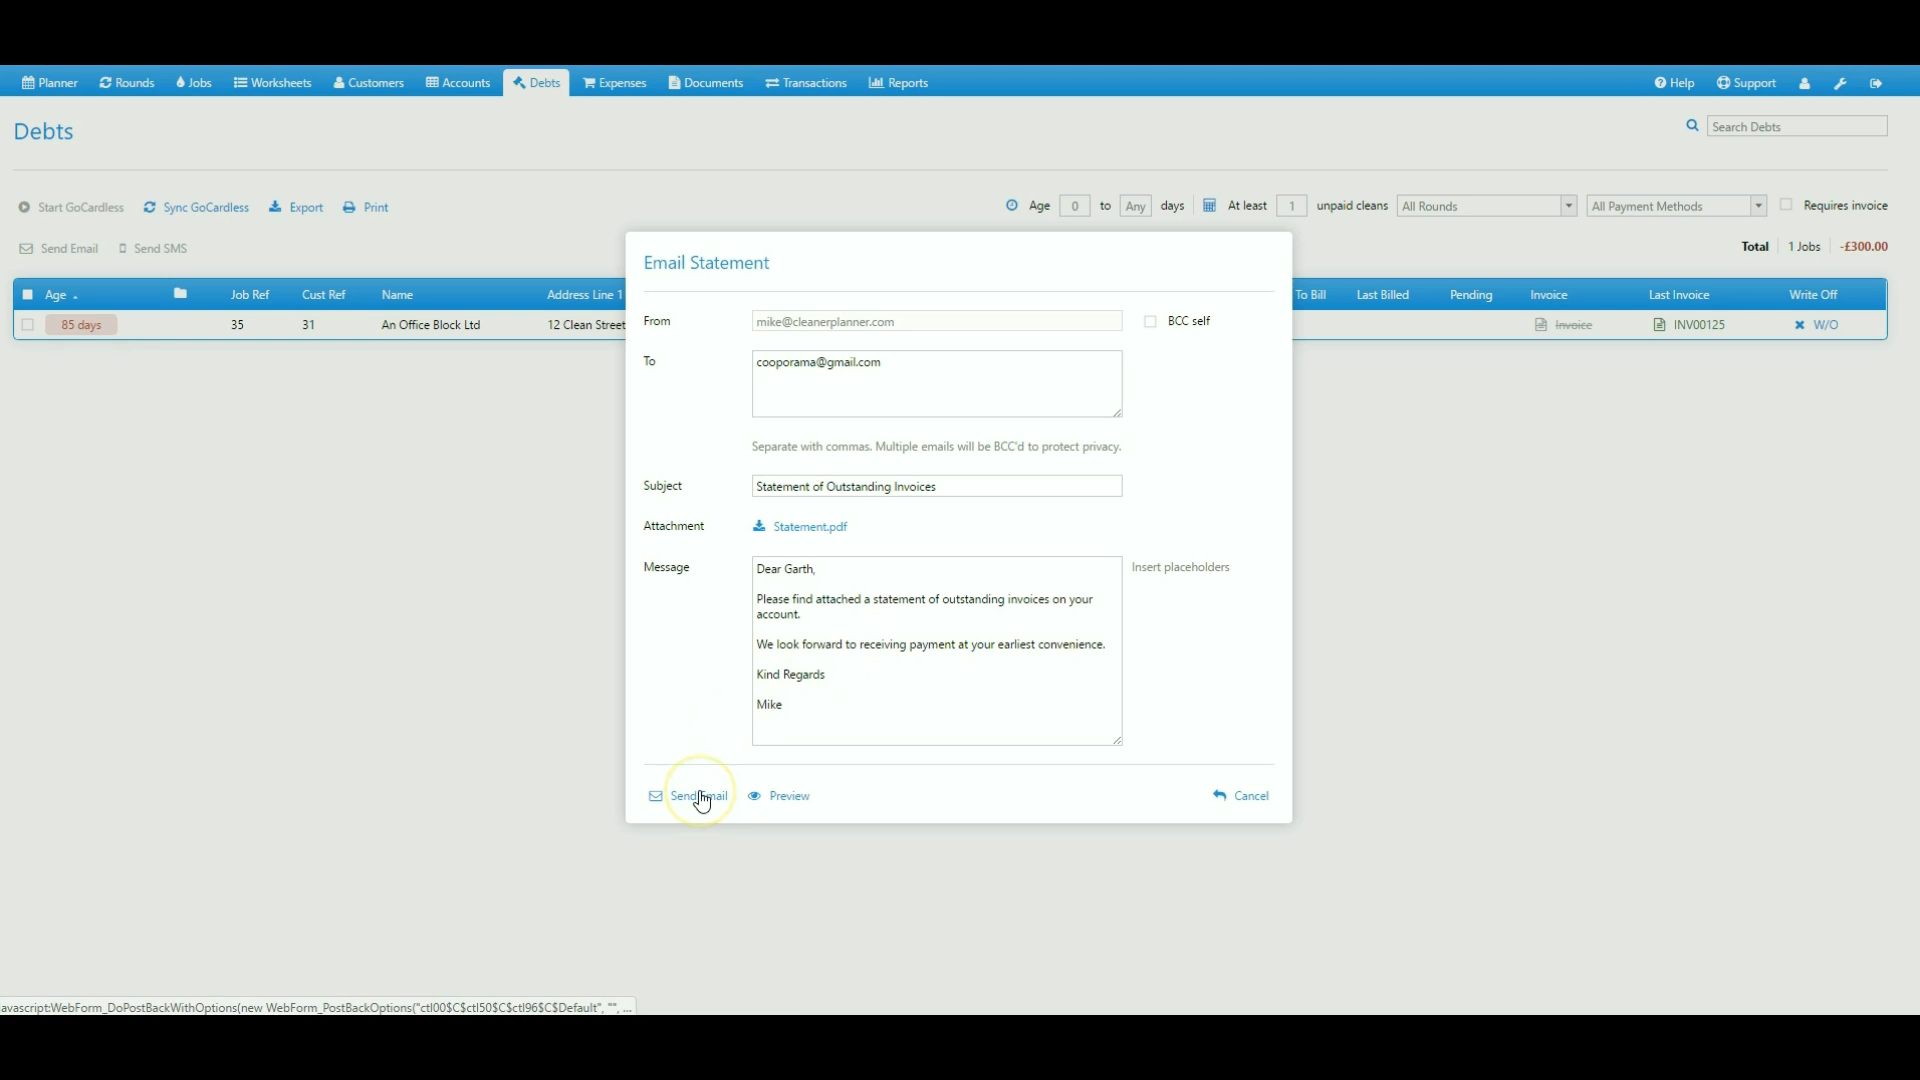 Planner Rounds Jobs Worksheets Customers Accounts Debts Expenses Documents Transactions Reports Help Support
Debts
Search Debts
Start GoCardless Sync GoCardless Export Print
Age 0 to Any days At least 1 unpaid cleans All Rounds All Payment Methods Requires invoice
Send Email Send SMS
Total 1 Jobs -£300.00
Age Job Ref Cust Ref Name Address Line 1 To Bill Last Billed Pending Invoice Last Invoice Write Off
85 days 35 31 An Office Block Ltd 12 Clean Street Invoice INV00125 W/O
Email Statement
From mike@cleanerplanner.com BCC self
To cooporama@gmail.com
Separate with commas. Multiple emails will be BCC'd to protect privacy.
Subject Statement of Outstanding Invoices
Attachment Statement.pdf
Message Dear Garth, Insert placeholders
Please find attached a statement of outstanding invoices on your
account.
We look forward to receiving payment at your earliest convenience.
Kind Regards
Mike
Send Email Preview Cancel
avascript:WebForm_DoPostBackWithOptions(new WebForm_PostBackOptions("ctl00$C$ctl50$C$ctl96$C$Default", "", ...